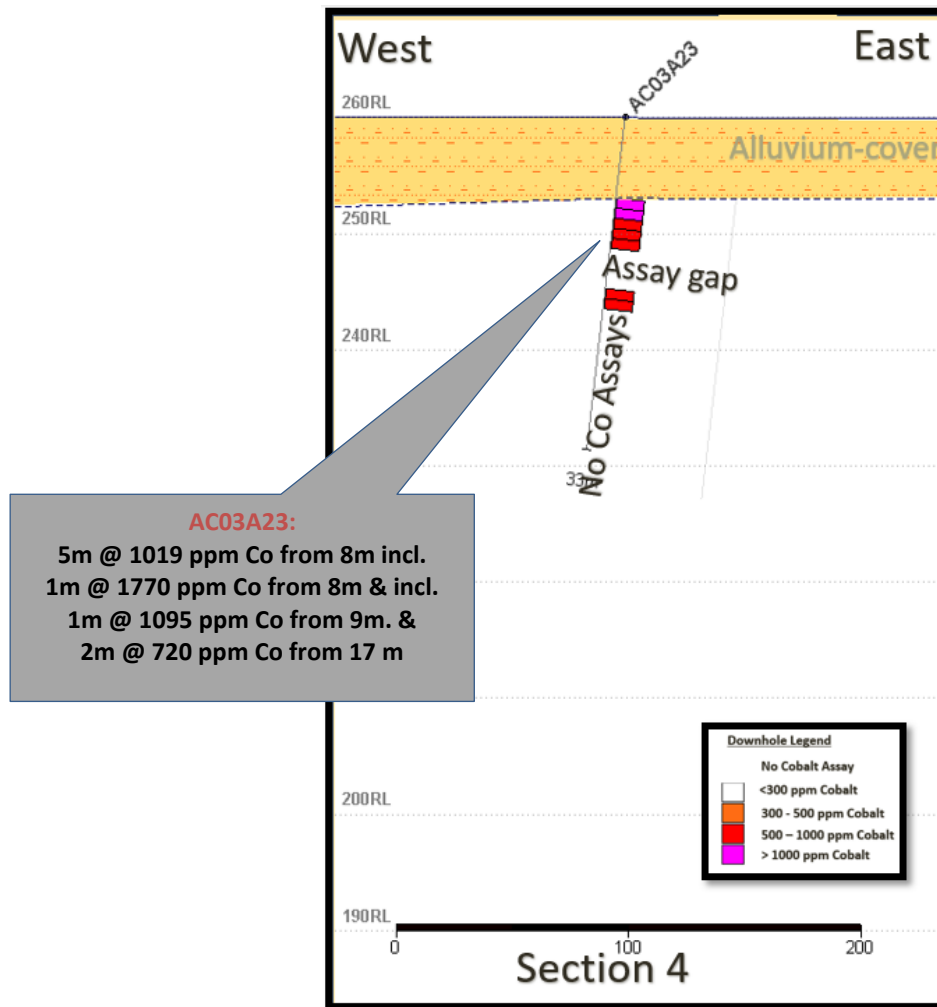 West
East
AC03A23
260RL
Alluvium-cover
250RL
Assay gap
240RL
No Co Assays
AC03A23:
5m @ 1019 ppm Co from 8m incl.
1m @ 1770 ppm Co from 8m & incl.
1m @ 1095 ppm Co from 9m. &
2m @ 720 ppm Co from 17 m
Downhole Legend
No Cobalt Assay
<300 ppm Cobalt
300 - 500 ppm Cobalt
500 – 1000 ppm Cobalt
> 1000 ppm Cobalt
200RL
190RL
0
100
200
Section 4